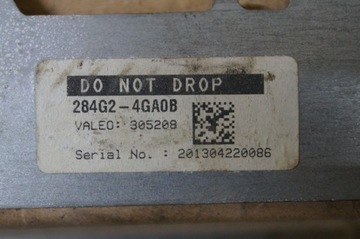 DO NOT DROP
284G2-4GA0B
VALEO: 305208
Serial No. : 201304220086